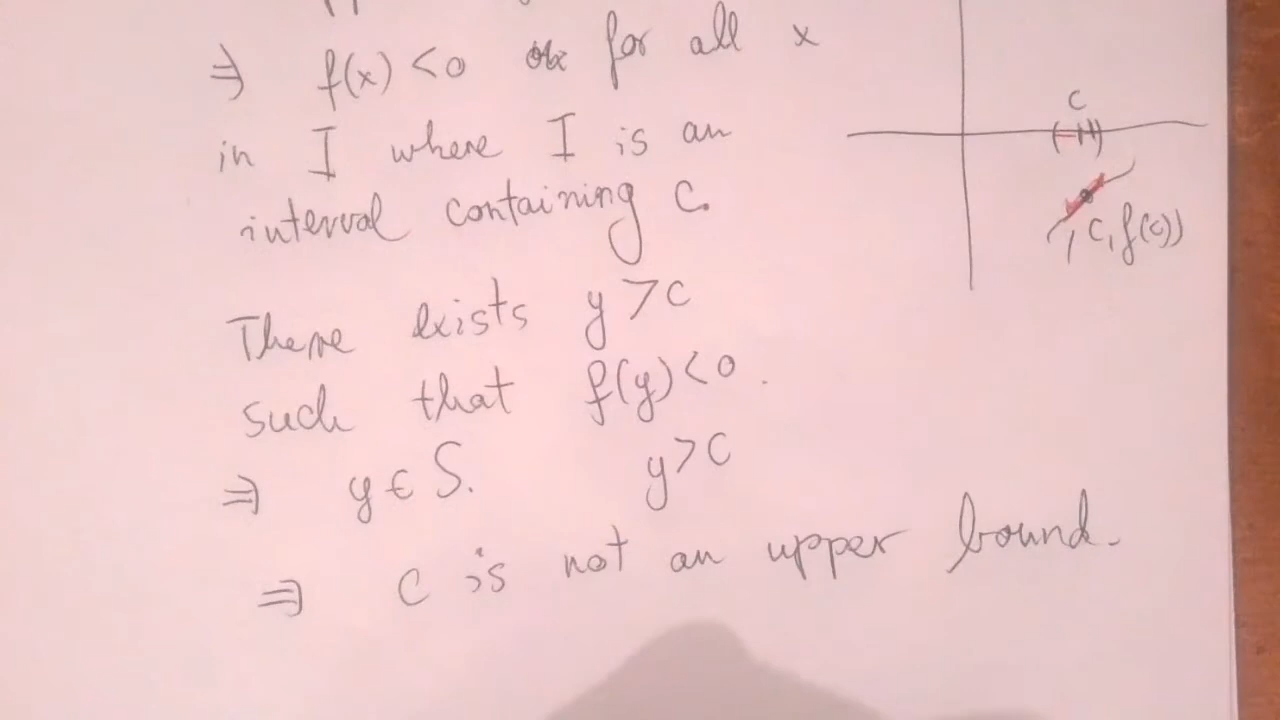 ⇒ f(x) < 0 for all x
in I where I is an
interval containing c.
There exists y > c
such that f(y) < 0.
⇒ y ∈ S. y > c
⇒ c is not an upper bound.
c
(c, f(c))